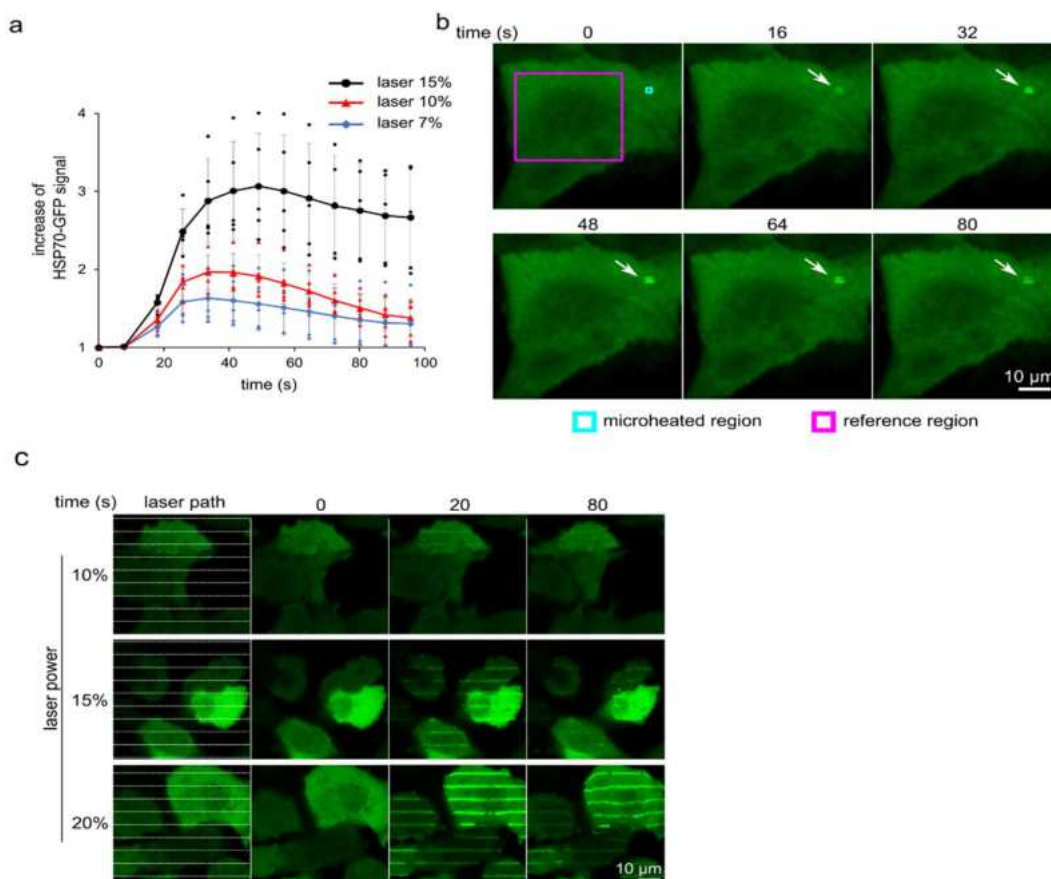 a
laser 15%
laser 10%
laser 7%
increase of
HSP70-GFP signal
4
3
2
1
0 20 40 60 80 100
time (s)
b
time (s) 0 16 32
48 64 80
10 µm
microheated region reference region
c
time (s) laser path 0 20 80
laser power
10%
15%
20%
10 µm